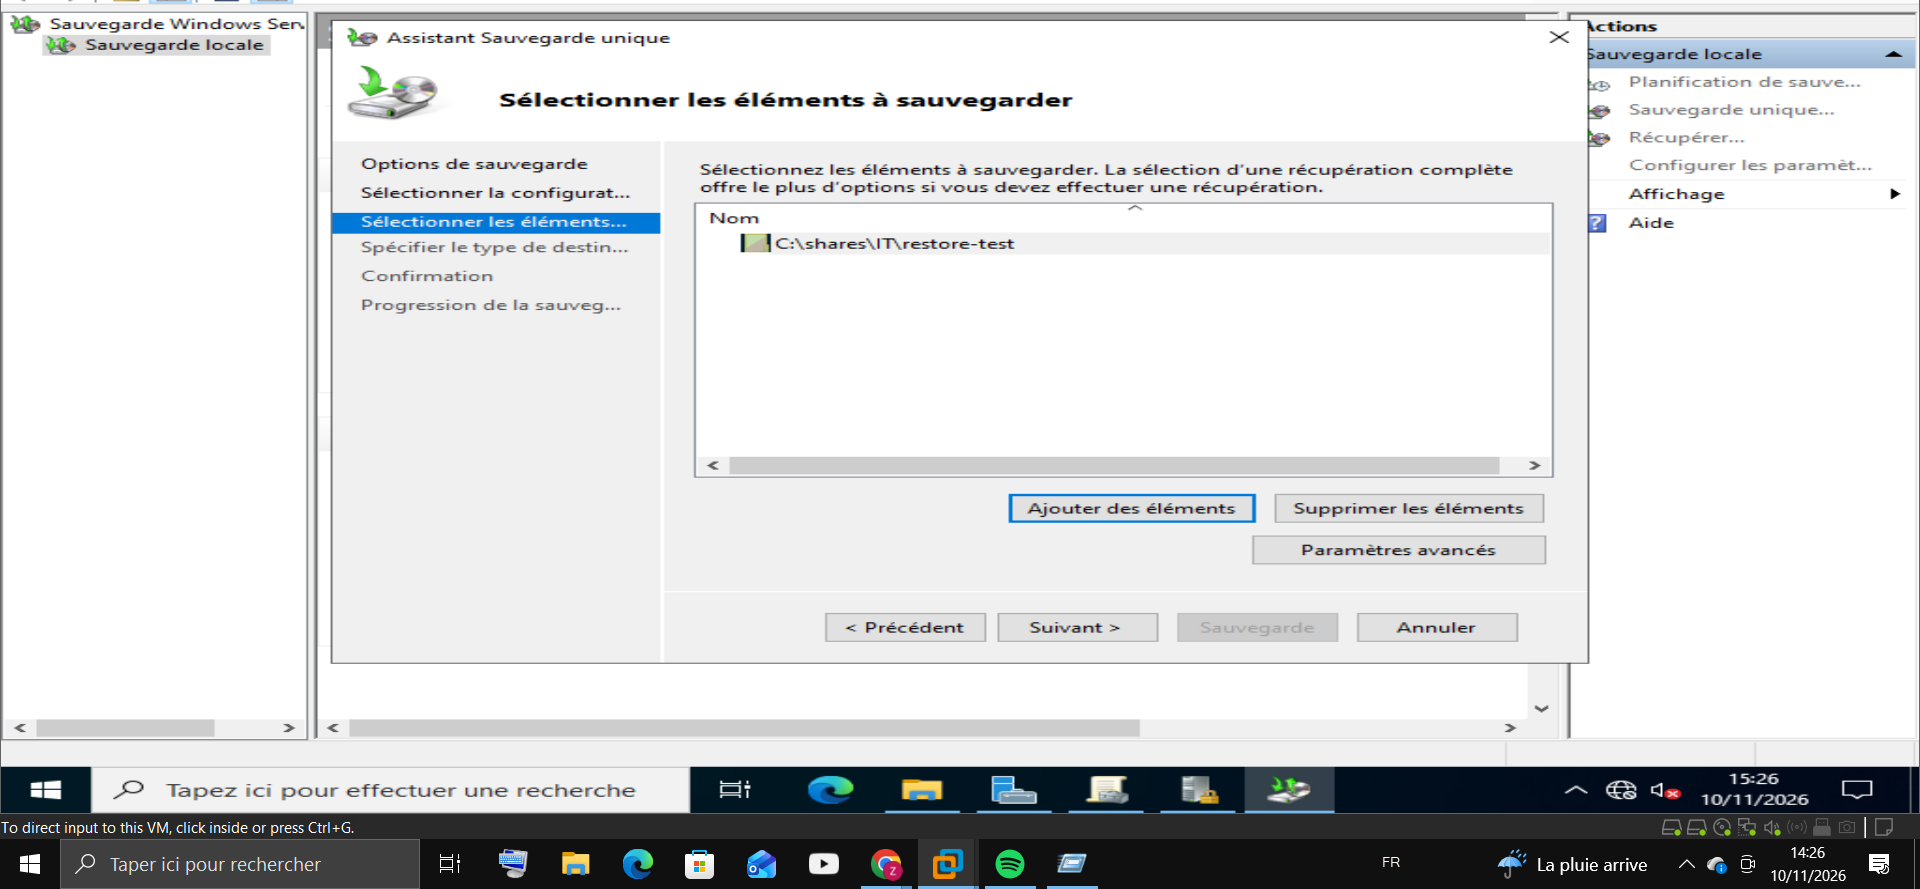 Sauvegarde Windows Serv
Sauvegarde locale
Assistant Sauvegarde unique
Sélectionner les éléments à sauvegarder
Options de sauvegarde
Sélectionner la configurat...
Sélectionner les éléments...
Spécifier le type de destin...
Confirmation
Progression de la sauveg...
Sélectionnez les éléments à sauvegarder. La sélection d'une récupération complète
offre le plus d'options si vous devez effectuer une récupération.
Nom
C:\shares\IT\restore-test
Ajouter des éléments
Supprimer les éléments
Paramètres avancés
< Précédent
Suivant >
Sauvegarde
Annuler
Actions
Sauvegarde locale
Planification de sauve...
Sauvegarde unique...
Récupérer...
Configurer les paramèt...
Affichage
Aide
Tapez ici pour effectuer une recherche
15:26
10/11/2026
To direct input to this VM, click inside or press Ctrl+G.
Taper ici pour rechercher
FR
La pluie arrive
14:26
10/11/2026